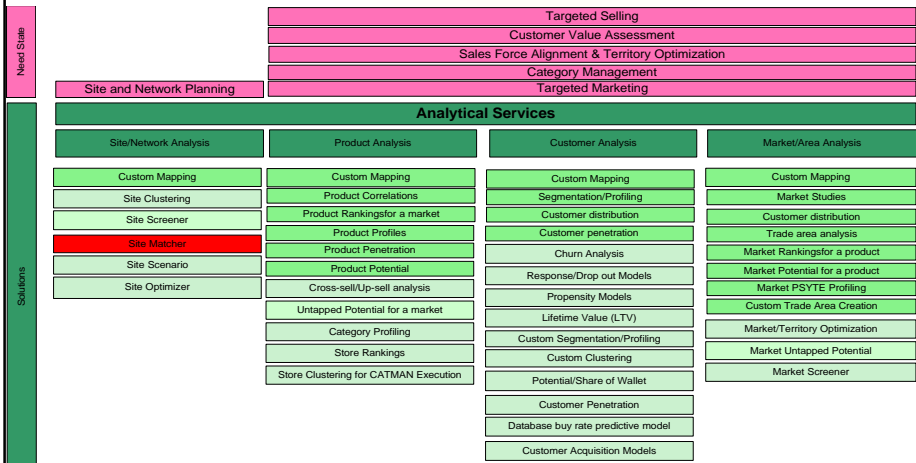 Need State
Targeted Selling
Customer Value Assessment
Sales Force Alignment & Territory Optimization
Category Management
Site and Network Planning
Targeted Marketing
Solutions
Analytical Services
Site/Network Analysis
Product Analysis
Customer Analysis
Market/Area Analysis
Custom Mapping
Site Clustering
Site Screener
Site Matcher
Site Scenario
Site Optimizer
Custom Mapping
Product Correlations
Product Rankingsfor a market
Product Profiles
Product Penetration
Product Potential
Cross-sell/Up-sell analysis
Untapped Potential for a market
Category Profiling
Store Rankings
Store Clustering for CATMAN Execution
Custom Mapping
Segmentation/Profiling
Customer distribution
Customer penetration
Churn Analysis
Response/Drop out Models
Propensity Models
Lifetime Value (LTV)
Custom Segmentation/Profiling
Custom Clustering
Potential/Share of Wallet
Customer Penetration
Database buy rate predictive model
Customer Acquisition Models
Custom Mapping
Market Studies
Customer distribution
Trade area analysis
Market Rankingsfor a product
Market Potential for a product
Market PSYTE Profiling
Custom Trade Area Creation
Market/Territory Optimization
Market Untapped Potential
Market Screener